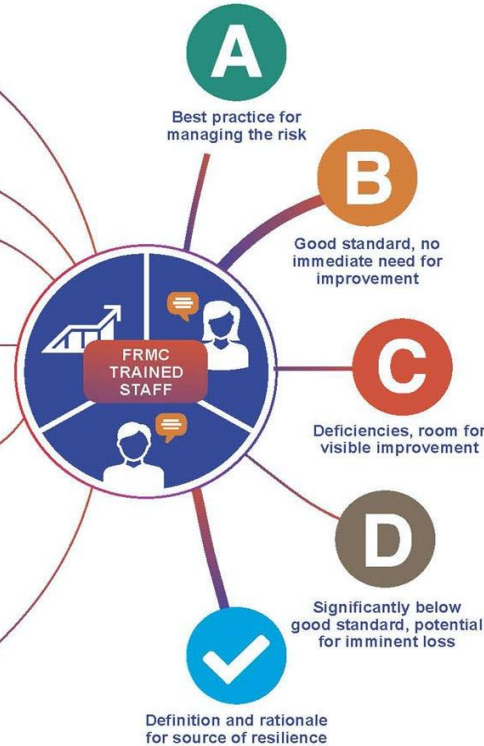 A
Best practice for
managing the risk
B
Good standard, no
immediate need for
improvement
FRMC
TRAINED
STAFF
C
Deficiencies, room for
visible improvement
D
Significantly below
good standard, potential
for imminent loss
Definition and rationale
for source of resilience